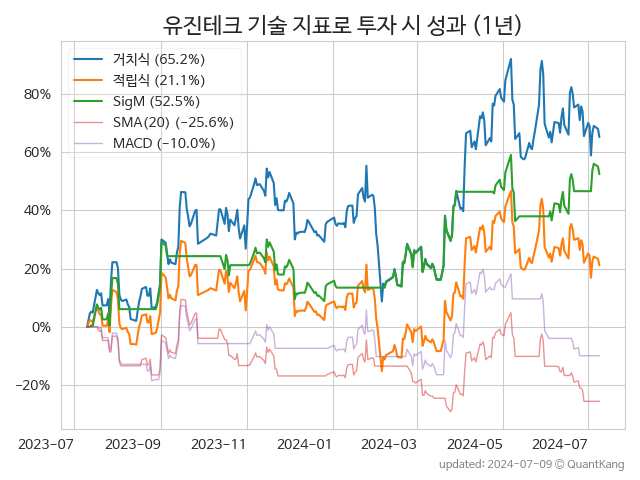 유진테크 기술 지표로 투자 시 성과 (1년)
거치식 (65.2%)
적립식 (21.1%)
SigM (52.5%)
SMA(20) (−25.6%)
MACD (−10.0%)
80%
60%
40%
20%
0%
−20%
2023-07 2023-09 2023-11 2024-01 2024-03 2024-05 2024-07
updated: 2024-07-09 © QuantKang